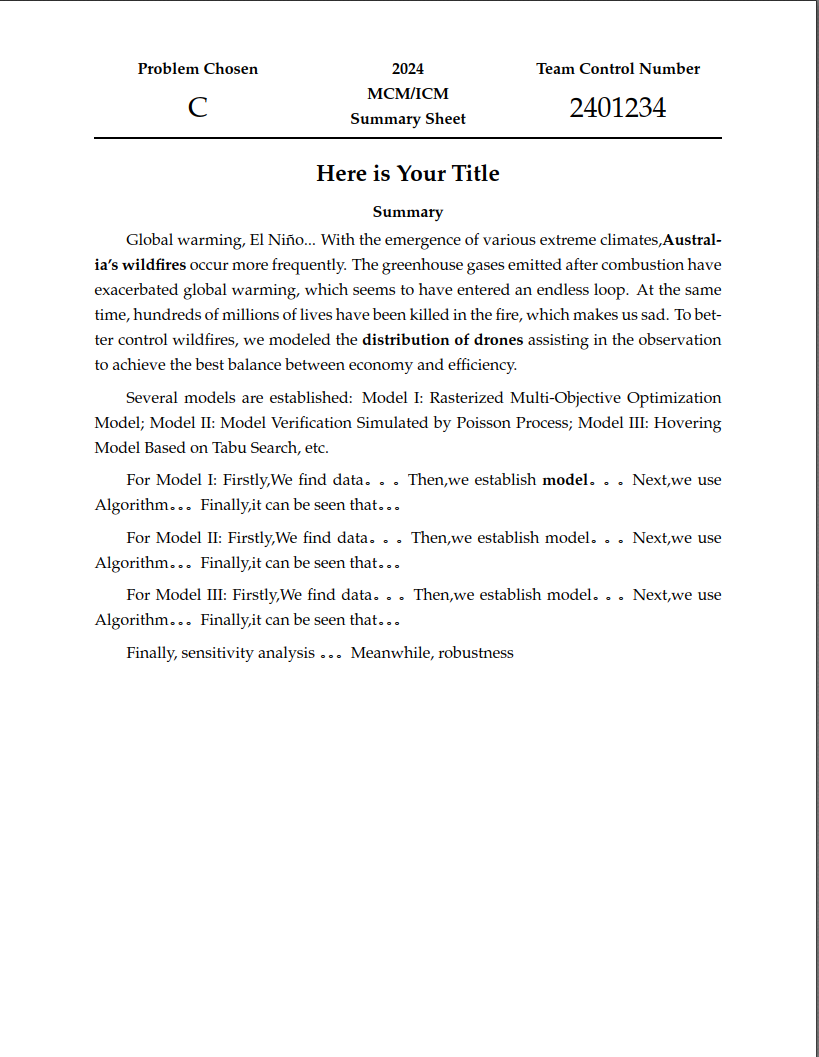 Problem Chosen
2024
Team Control Number
C
MCM/ICM
2401234
Summary Sheet
Here is Your Title
Summary
Global warming, El Niño... With the emergence of various extreme climates,Austral-
ia's wildfires occur more frequently. The greenhouse gases emitted after combustion have
exacerbated global warming, which seems to have entered an endless loop. At the same
time, hundreds of millions of lives have been killed in the fire, which makes us sad. To bet-
ter control wildfires, we modeled the distribution of drones assisting in the observation
to achieve the best balance between economy and efficiency.
Several models are established: Model I: Rasterized Multi-Objective Optimization
Model; Model II: Model Verification Simulated by Poisson Process; Model III: Hovering
Model Based on Tabu Search, etc.
For Model I: Firstly,We find data。。。Then,we establish model。。。Next,we use
Algorithm。。。Finally,it can be seen that。。。
For Model II: Firstly,We find data。。。Then,we establish model。。。Next,we use
Algorithm。。。Finally,it can be seen that。。。
For Model III: Firstly,We find data。。。Then,we establish model。。。Next,we use
Algorithm。。。Finally,it can be seen that。。。
Finally, sensitivity analysis 。。。Meanwhile, robustness